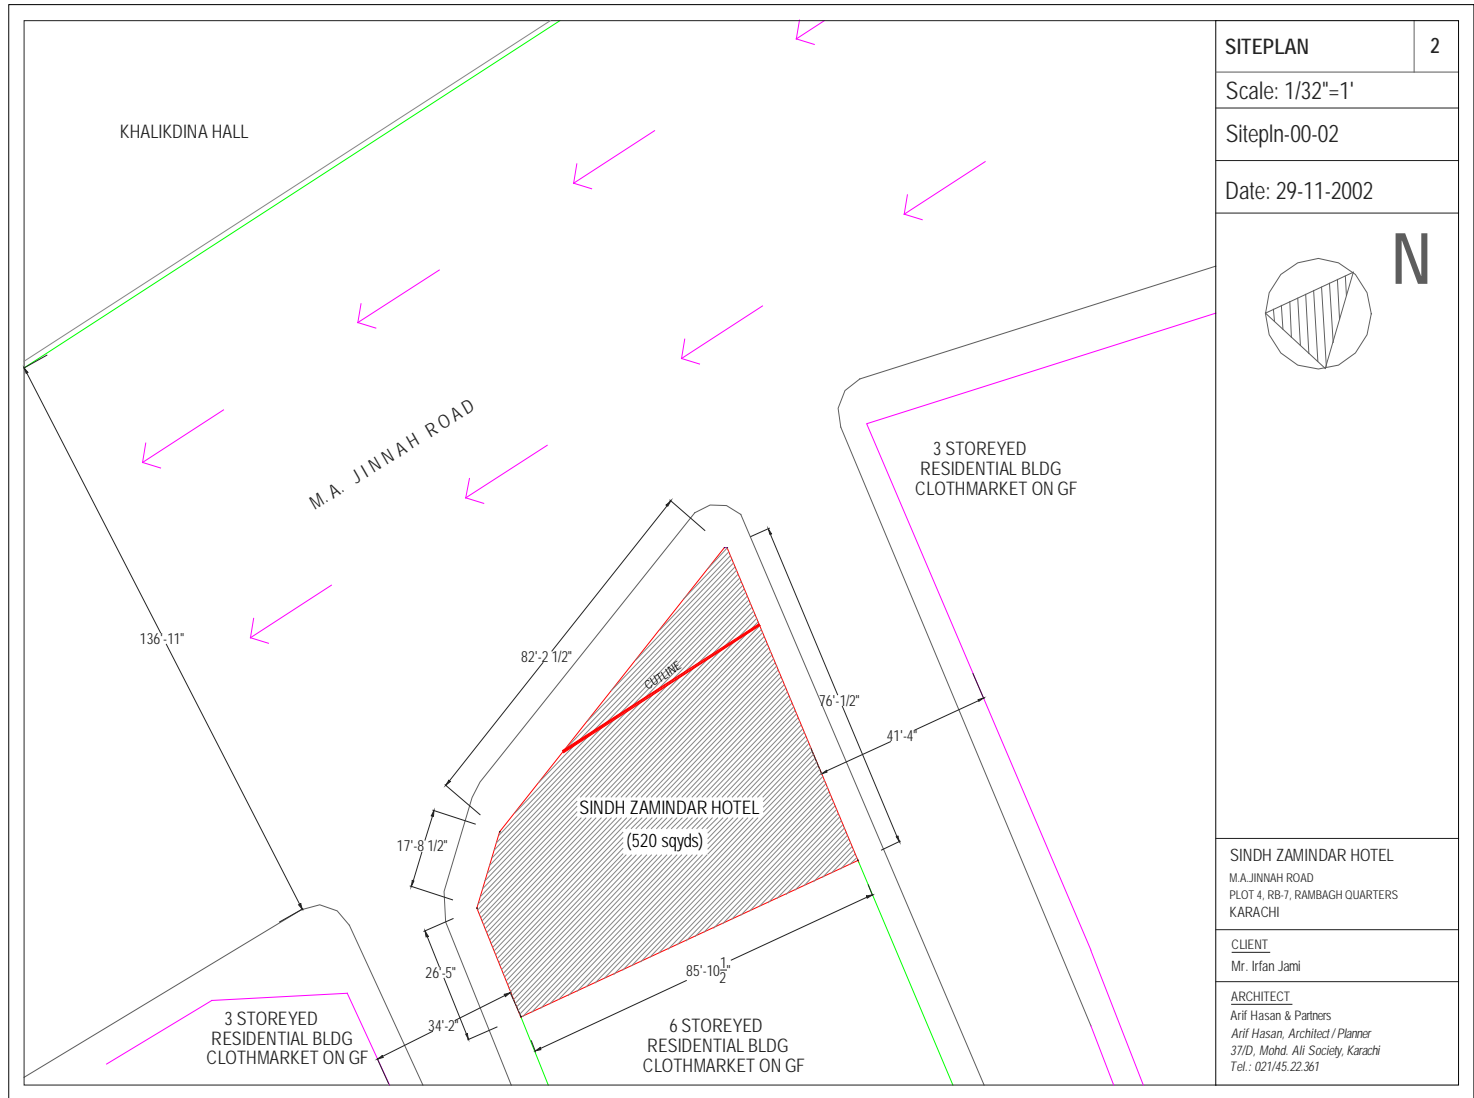 SITEPLAN 2
Scale: 1/32"=1'
Sitepln-00-02
Date: 29-11-2002
N
KHALIKDINA HALL
M.A. JINNAH ROAD
3 STOREYED
RESIDENTIAL BLDG
CLOTHMARKET ON GF
136'-11"
82'-2 1/2"
CUTLINE
76'-1/2"
41'-4"
SINDH ZAMINDAR HOTEL
(520 sqyds)
17'-8 1/2"
26'-5"
85'-10 1/2"
34'-2"
3 STOREYED
RESIDENTIAL BLDG
CLOTHMARKET ON GF
6 STOREYED
RESIDENTIAL BLDG
CLOTHMARKET ON GF
SINDH ZAMINDAR HOTEL
M.A.JINNAH ROAD
PLOT 4, RB-7, RAMBAGH QUARTERS
KARACHI
CLIENT
Mr. Irfan Jami
ARCHITECT
Arif Hasan & Partners
Arif Hasan, Architect / Planner
37/D, Mohd. Ali Society, Karachi
Tel.: 021/45.22.361